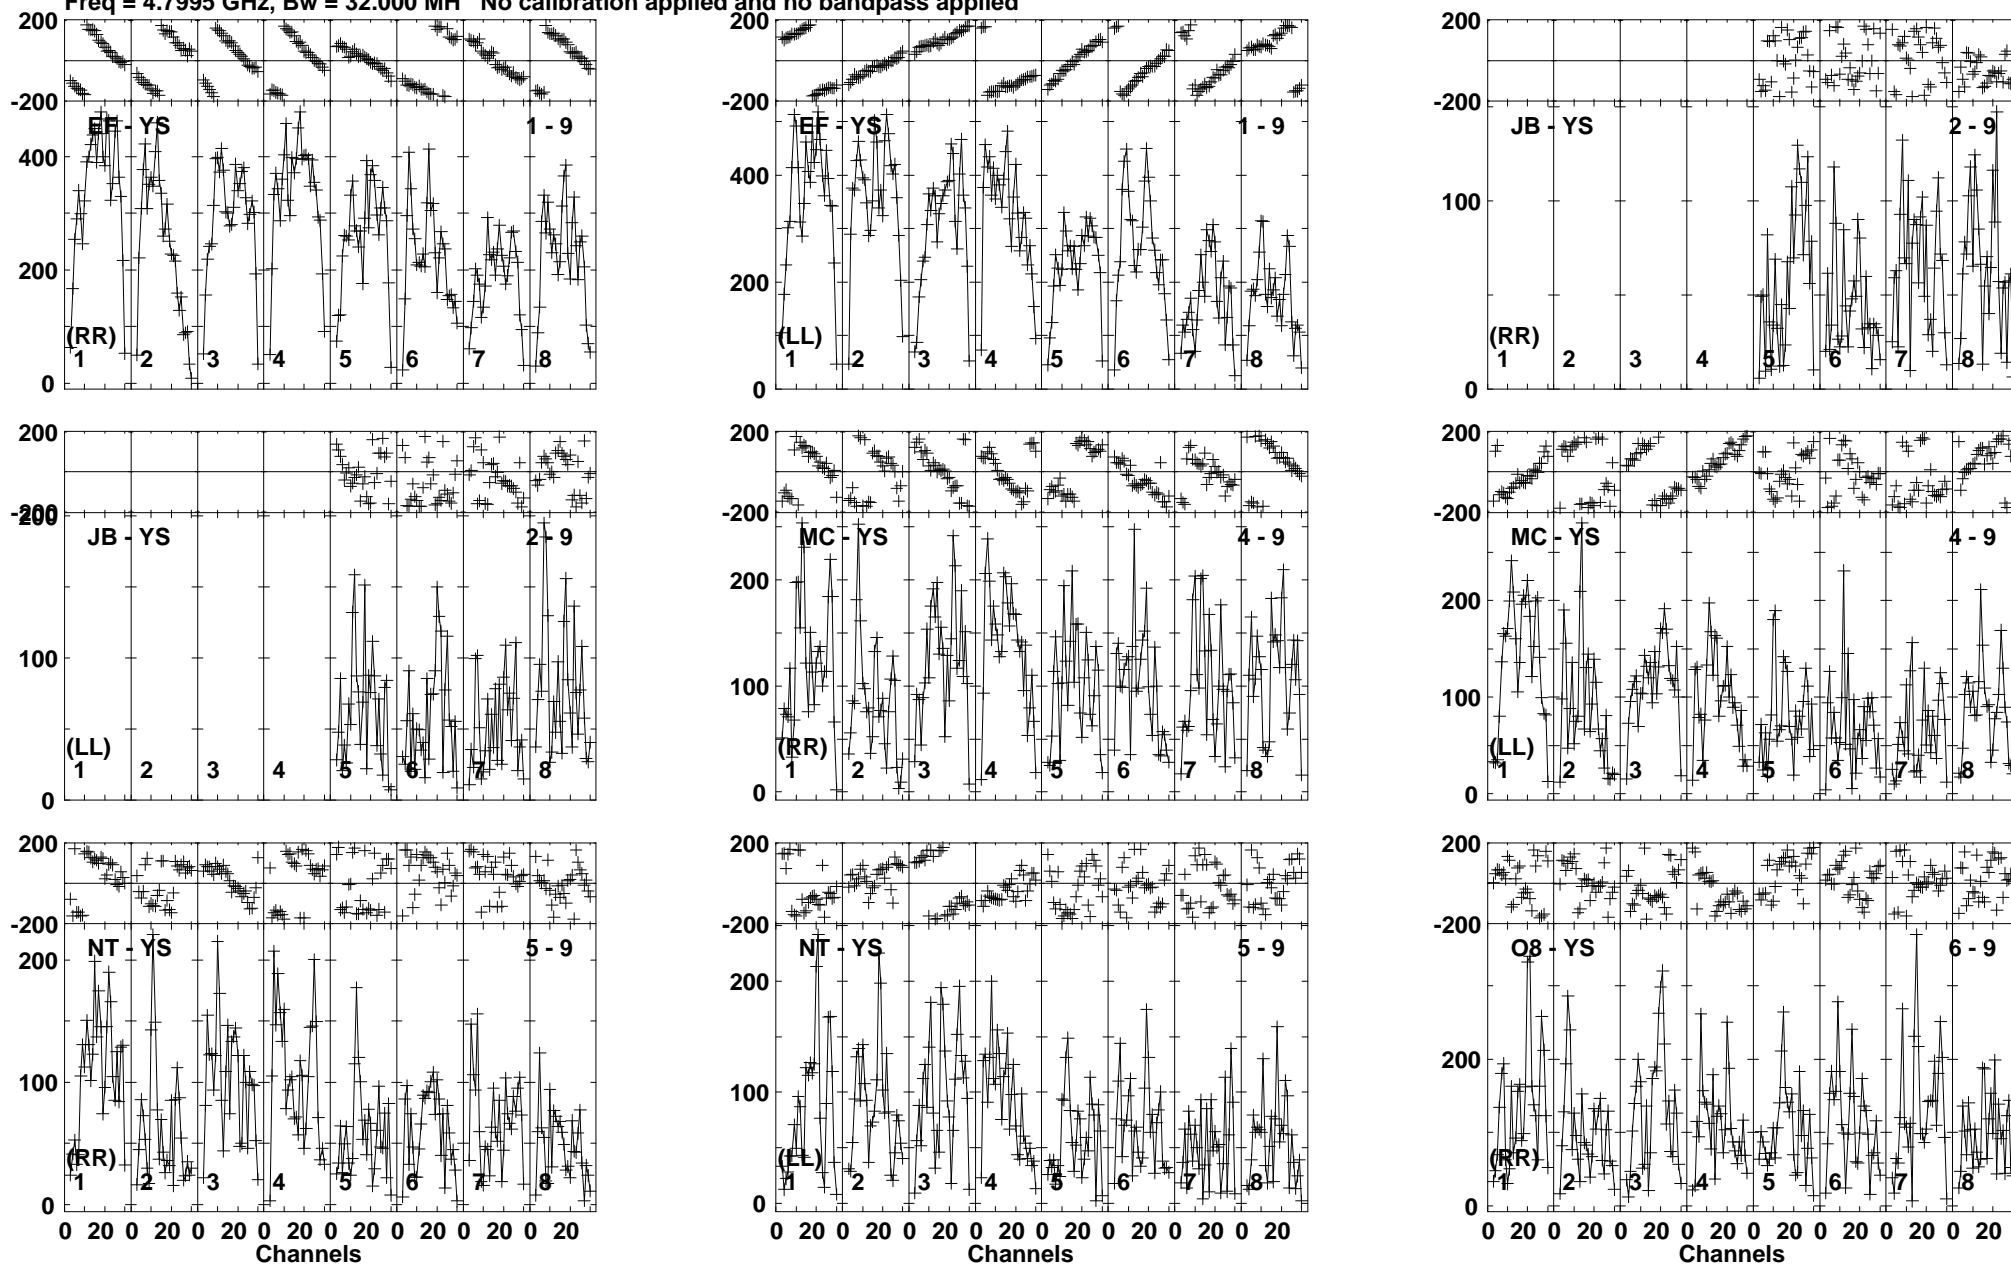 Freq = 4.7995 GHz, Bw = 32.000 MH No calibration applied and no bandpass applied
200 200 200
-200 -200 -200
EF - YS 1 - 9 EF - YS 1 - 9 JB - YS 2 - 9
400 400
100
200 200
(RR) (LL) (RR)
1 2 3 4 5 6 7 8 1 2 3 4 5 6 7 8 1 2 3 4 5 6 7 8
0 0 0
200 200 200
-200 -200 -200
200
JB - YS 2 - 9 MC - YS 4 - 9 MC - YS 4 - 9
200 200
100 100 100
(LL) (RR) (LL)
1 2 3 4 5 6 7 8 1 2 3 4 5 6 7 8 1 2 3 4 5 6 7 8
0 0 0
200 200 200
-200 -200 -200
NT - YS 5 - 9 NT - YS 5 - 9 O8 - YS 6 - 9
200 200
200
100 100
(RR) (LL) (RR)
1 2 3 4 5 6 7 8 1 2 3 4 5 6 7 8 1 2 3 4 5 6 7 8
0 0 0
0 20 0 20 0 20 0 20 0 20 0 20 0 20 0 20 0 20 0 20 0 20 0 20 0 20 0 20 0 20 0 20 0 20 0 20 0 20 0 20 0 20 0 20 0 20 0 20
Channels Channels Channels